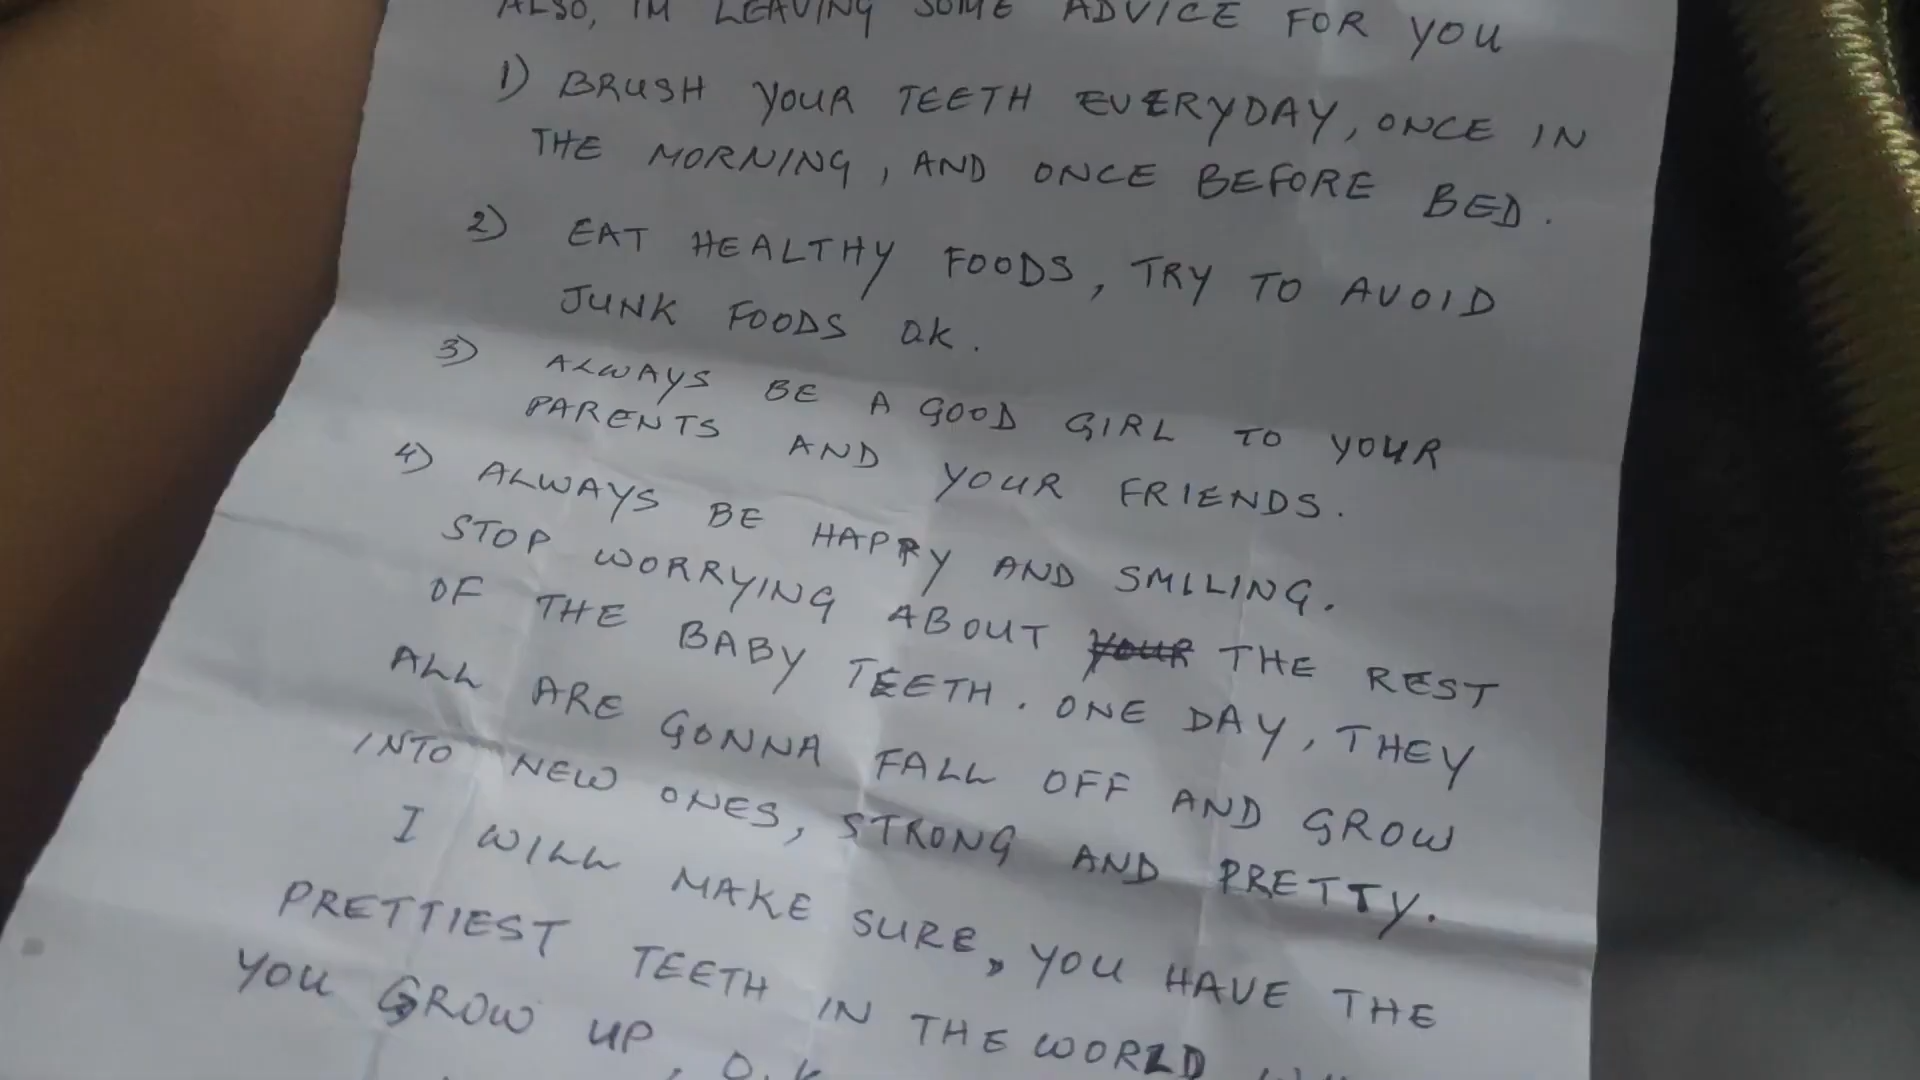 ALSO, IM LEAVING SOME ADVICE FOR YOU
1) BRUSH YOUR TEETH EVERYDAY, ONCE IN
THE MORNING, AND ONCE BEFORE BED.
2) EAT HEALTHY FOODS, TRY TO AVOID
JUNK FOODS OK.
3) ALWAYS BE A GOOD GIRL TO YOUR
PARENTS AND YOUR FRIENDS.
4) ALWAYS BE HAPPY AND SMILING.
STOP WORRYING ABOUT YOUR THE REST
OF THE BABY TEETH. ONE DAY, THEY
ALL ARE GONNA FALL OFF AND GROW
INTO NEW ONES, STRONG AND PRETTY.
I WILL MAKE SURE, YOU HAVE THE
PRETTIEST TEETH IN THE WORLD
YOU GROW UP, O.K